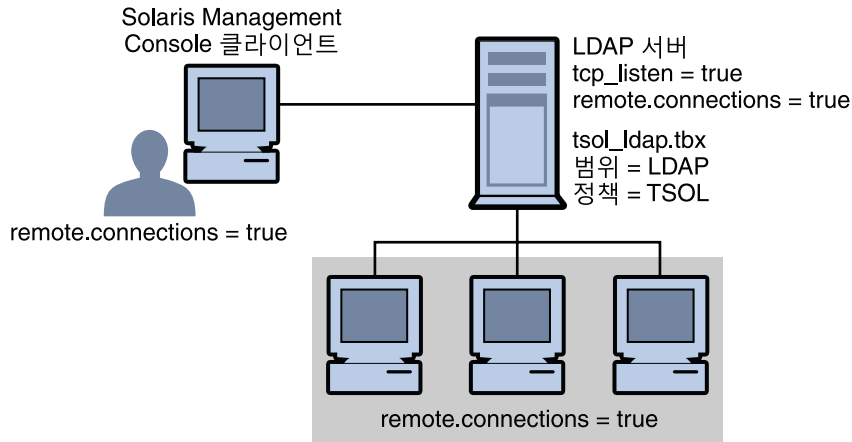 Solaris Management
Console 클라이언트
LDAP 서버
tcp_listen = true
remote.connections = true
tsol_ldap.tbx
범위 = LDAP
정책 = TSOL
remote.connections = true
remote.connections = true